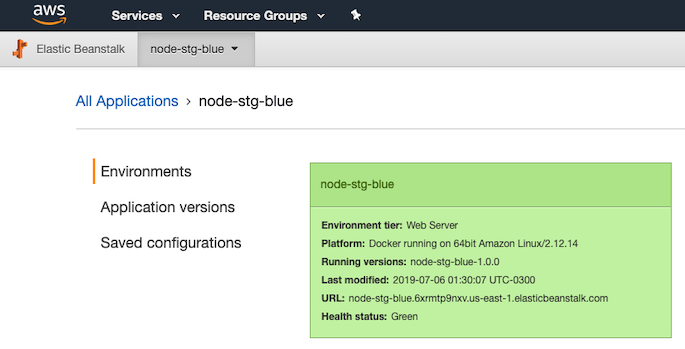 aws
Services
Resource Groups
Elastic Beanstalk
node-stg-blue
All Applications › node-stg-blue
Environments
Application versions
Saved configurations
node-stg-blue
Environment tier: Web Server
Platform: Docker running on 64bit Amazon Linux/2.12.14
Running versions: node-stg-blue-1.0.0
Last modified: 2019-07-06 01:30:07 UTC-0300
URL: node-stg-blue.6xrmtp9nxv.us-east-1.elasticbeanstalk.com
Health status: Green